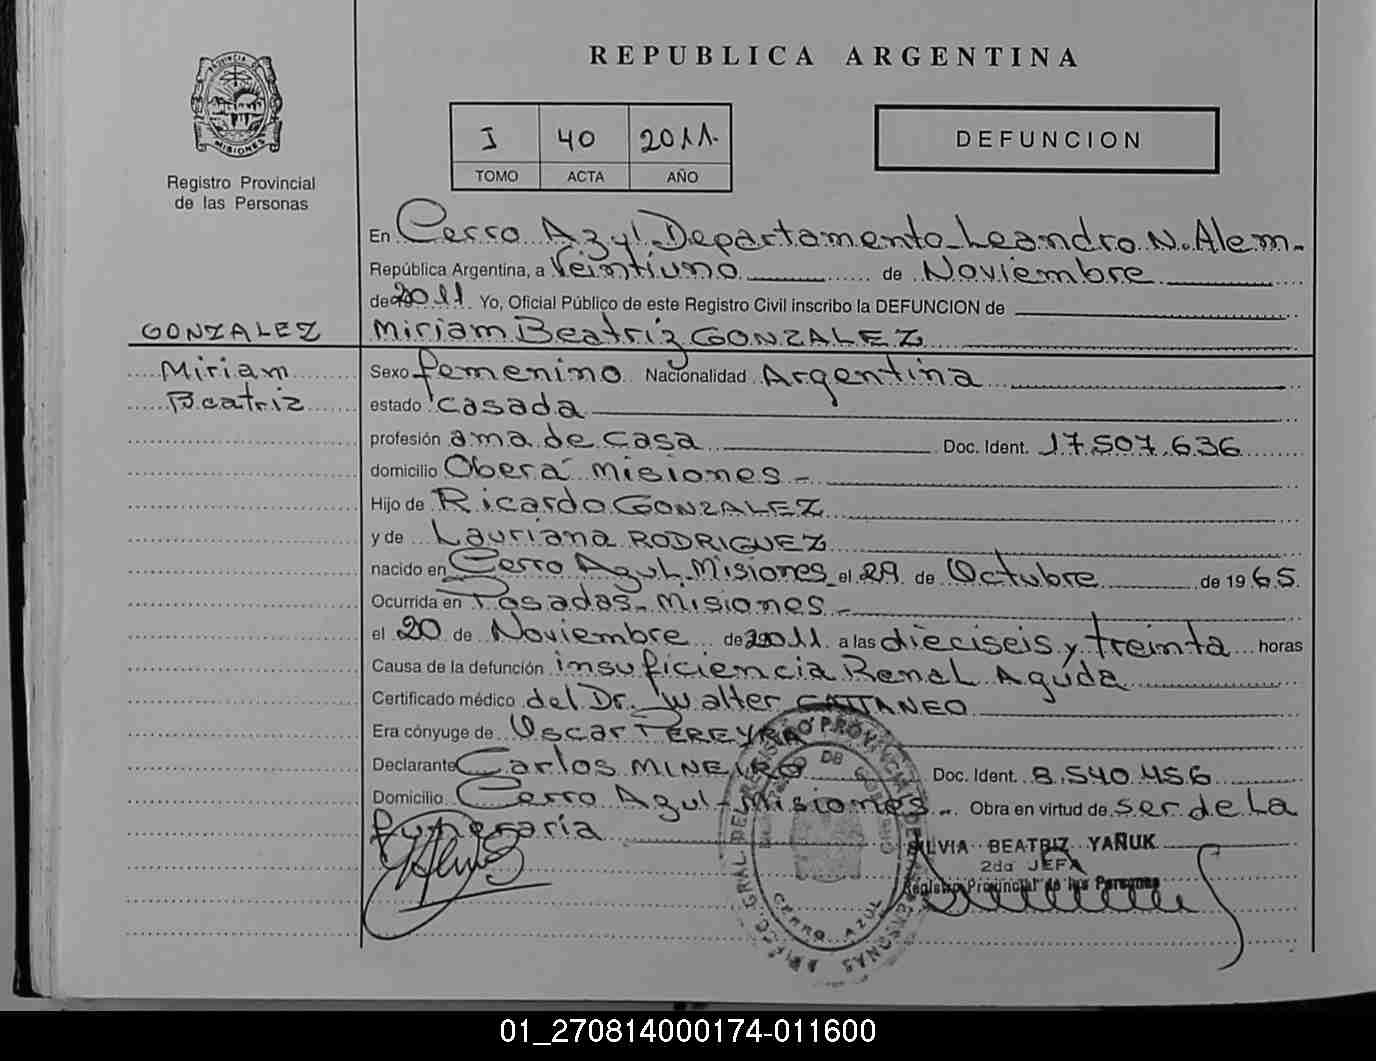 REPUBLICA ARGENTINA
PROVINCIA DE
MISIONES
Registro Provincial
de las Personas
I 40 2011.
TOMO ACTA AÑO
DEFUNCION
En Cerro Azul Departamento Leandro N. Alem.
República Argentina, a Veintiuno de Noviembre
de 2011 Yo, Oficial Público de este Registro Civil inscribo la DEFUNCION de
GONZALEZ Miriam Beatriz GONZALEZ
Miriam Sexo femenino Nacionalidad Argentina
Beatriz estado casada
profesión ama de casa Doc. Ident. 17.507.636
domicilio Oberá Misiones -
Hijo de Ricardo GONZALEZ
y de Lauriana RODRIGUEZ
nacido en Cerro Azul. Misiones el 29 de Octubre de 1965.
Ocurrida en Posadas - Misiones -
el 20 de Noviembre de 2011 a las dieciseis y treinta horas
Causa de la defunción insuficiencia Renal Aguda
Certificado médico del Dr. Walter CATTANEO
Era cónyuge de Oscar PEREYRA
Declarante Carlos MINEIRO Doc. Ident. 8.540.456
Domicilio Cerro Azul - Misiones - Obra en virtud de ser de la
funeraria
SILVIA BEATRIZ YAÑUK
2da JEFA
Registro Provincial de las Personas
CERRO AZUL
01_270814000174-011600